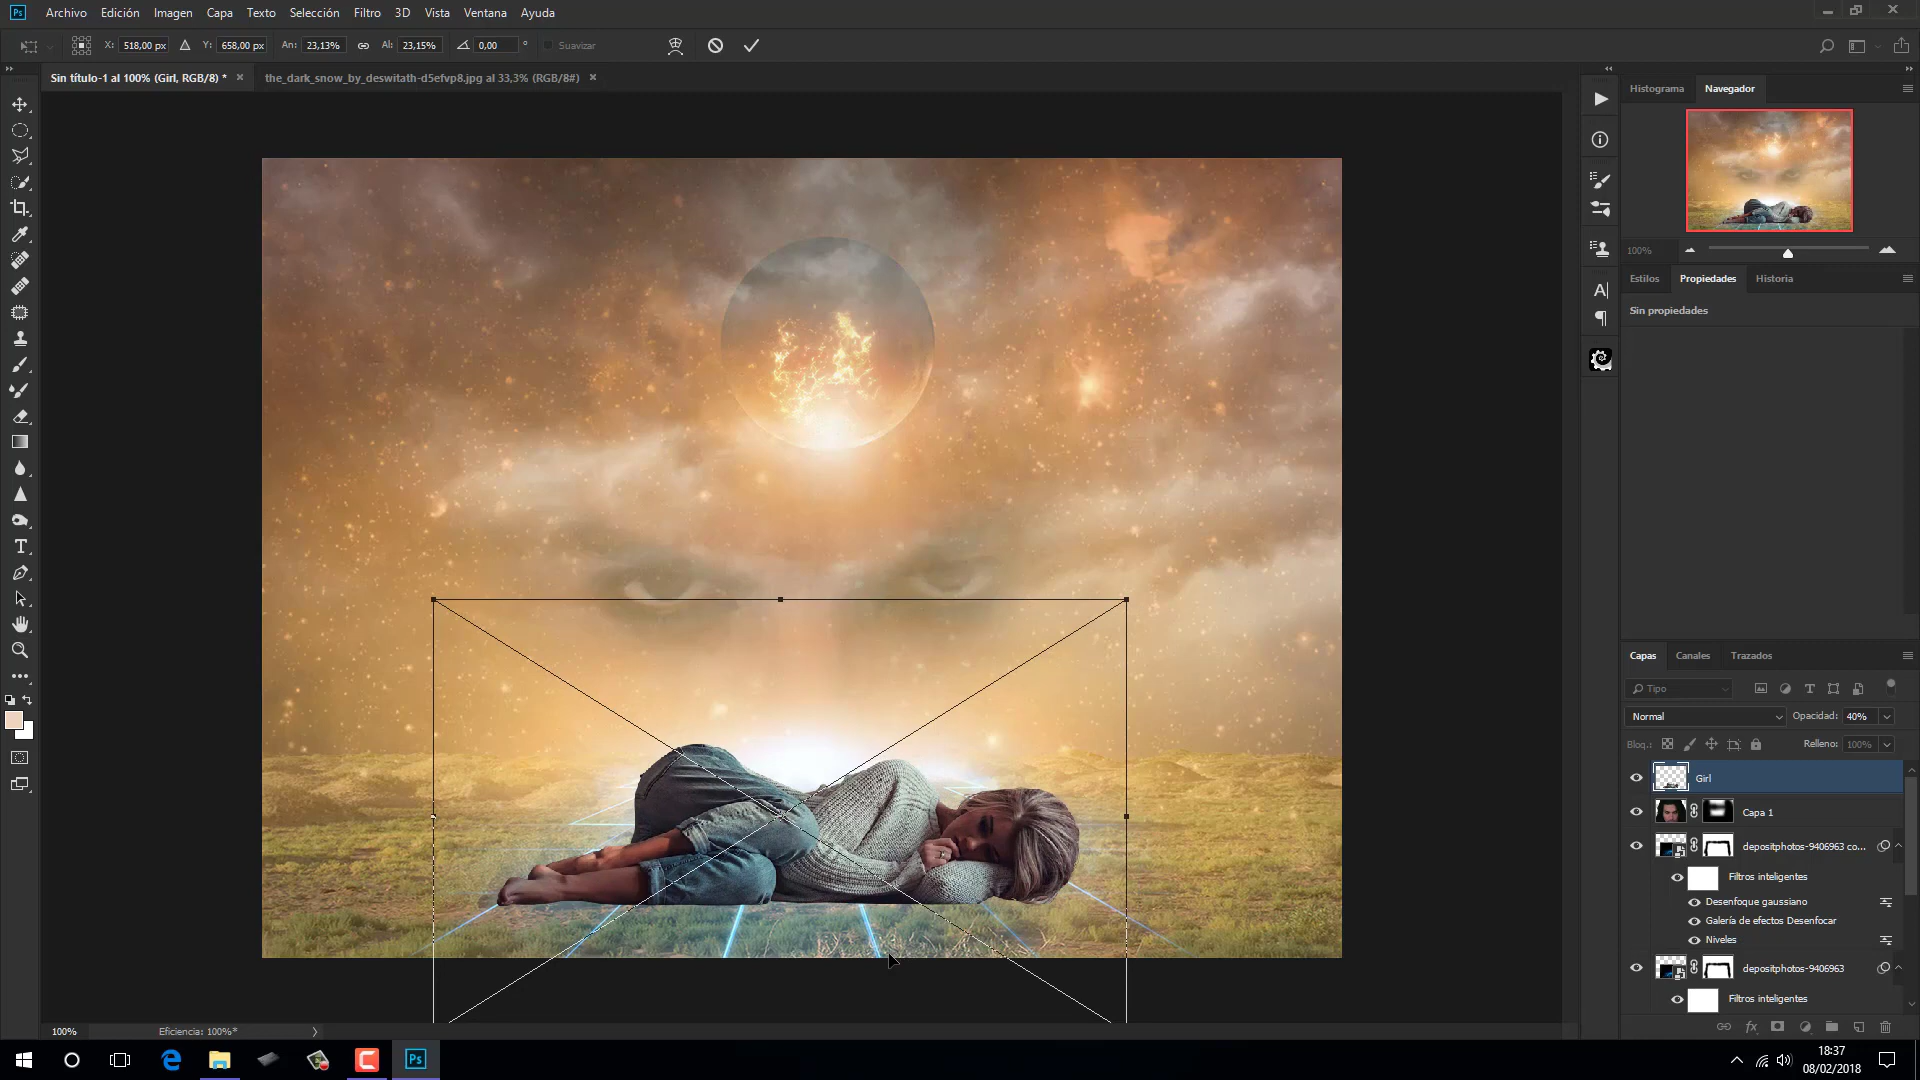 Ps Archivo Edición Imagen Capa Texto Selección Filtro 3D Vista Ventana Ayuda
X: 518,00 px Y: 658,00 px An: 23,13% Al: 23,15% 0,00 ° Suavizar
Sin título-1 al 100% (Girl, RGB/8) * × the_dark_snow_by_deswitath-d5efvp8.jpg al 33,3% (RGB/8#) ×
Histograma Navegador
100%
Estilos Propiedades Historia
Sin propiedades
Capas Canales Trazados
Tipo
Normal Opacidad: 40%
Bloq.: Relleno: 100%
Girl
Capa 1
depositphotos-9406963 co...
Filtros inteligentes
Desenfoque gaussiano
Galería de efectos Desenfocar
Niveles
depositphotos-9406963
Filtros inteligentes
100% Eficiencia: 100%*
Ps
18:37
08/02/2018